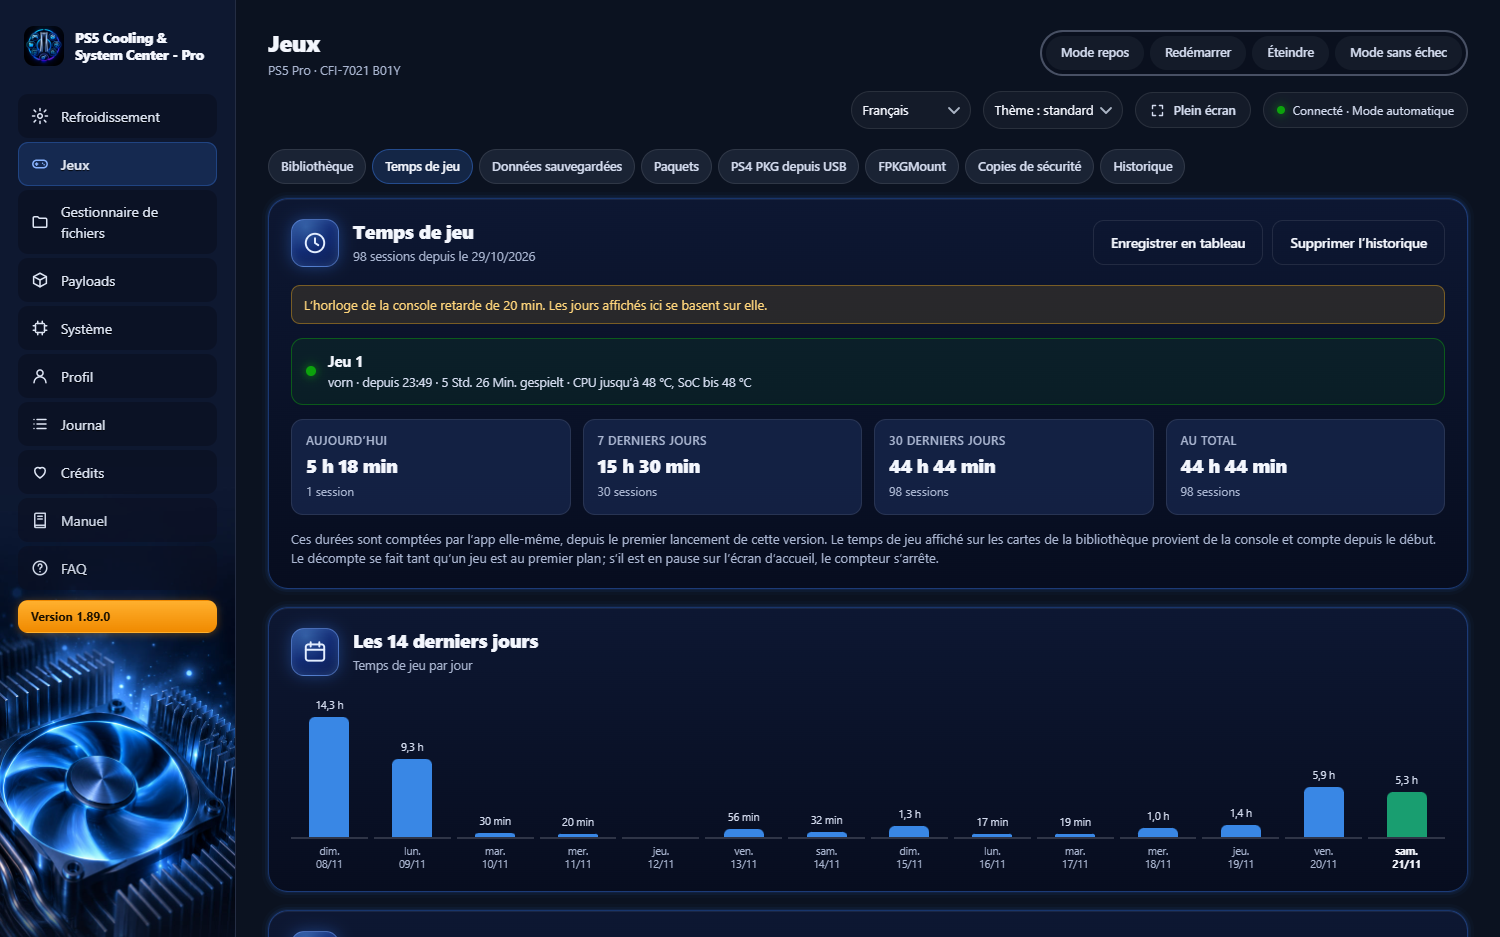 PS5 Cooling &
System Center - Pro
Refroidissement
Jeux
Gestionnaire de
fichiers
Payloads
Système
Profil
Journal
Crédits
Manuel
FAQ
Version 1.89.0
Jeux
PS5 Pro · CFI-7021 B01Y
Mode repos
Redémarrer
Éteindre
Mode sans échec
Français
Thème : standard
Plein écran
Connecté · Mode automatique
Bibliothèque
Temps de jeu
Données sauvegardées
Paquets
PS4 PKG depuis USB
FPKGMount
Copies de sécurité
Historique
Temps de jeu
98 sessions depuis le 29/10/2026
Enregistrer en tableau
Supprimer l’historique
L’horloge de la console retarde de 20 min. Les jours affichés ici se basent sur elle.
Jeu 1
vorn · depuis 23:49 · 5 Std. 26 Min. gespielt · CPU jusqu’à 48 °C, SoC bis 48 °C
AUJOURD’HUI
5 h 18 min
1 session
7 DERNIERS JOURS
15 h 30 min
30 sessions
30 DERNIERS JOURS
44 h 44 min
98 sessions
AU TOTAL
44 h 44 min
98 sessions
Ces durées sont comptées par l’app elle-même, depuis le premier lancement de cette version. Le temps de jeu affiché sur les cartes de la bibliothèque provient de la console et compte depuis le début.
Le décompte se fait tant qu’un jeu est au premier plan ; s’il est en pause sur l’écran d’accueil, le compteur s’arrête.
Les 14 derniers jours
Temps de jeu par jour
14,3 h
9,3 h
30 min
20 min
56 min
32 min
1,3 h
17 min
19 min
1,0 h
1,4 h
5,9 h
5,3 h
dim.
08/11
lun.
09/11
mar.
10/11
mer.
11/11
jeu.
12/11
ven.
13/11
sam.
14/11
dim.
15/11
lun.
16/11
mar.
17/11
mer.
18/11
jeu.
19/11
ven.
20/11
sam.
21/11